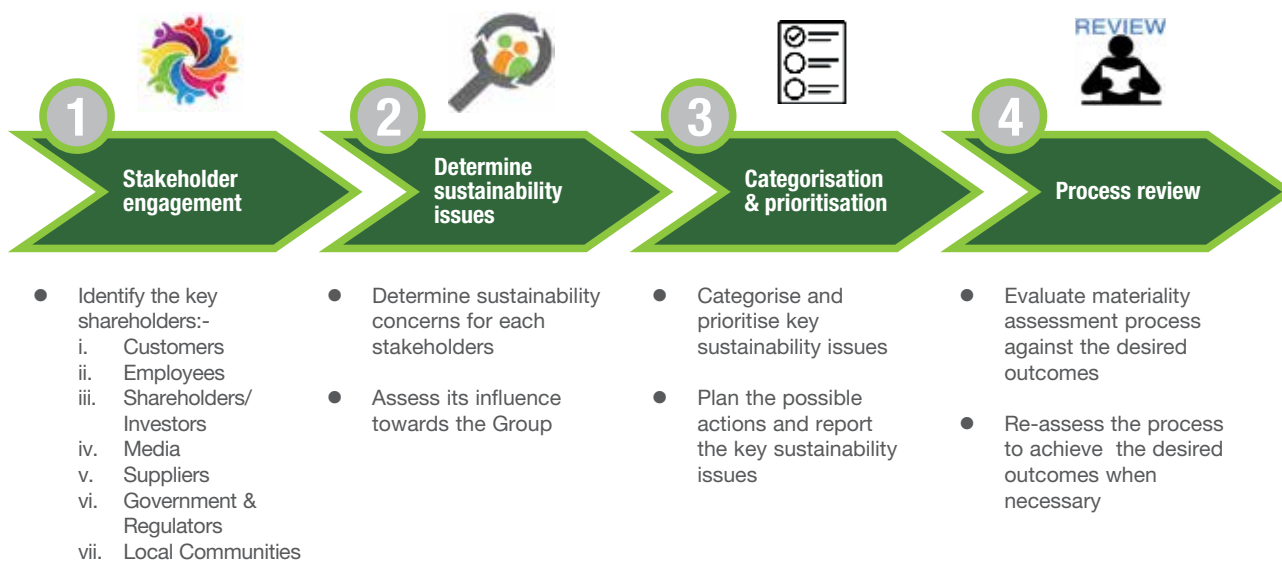 REVIEW
1
Stakeholder
engagement
2
Determine
sustainability
issues
3
Categorisation
& prioritisation
4
Process review
● Identify the key
shareholders:-
i. Customers
ii. Employees
iii. Shareholders/
Investors
iv. Media
v. Suppliers
vi. Government &
Regulators
vii. Local Communities
● Determine sustainability
concerns for each
stakeholders
● Assess its influence
towards the Group
● Categorise and
prioritise key
sustainability issues
● Plan the possible
actions and report
the key sustainability
issues
● Evaluate materiality
assessment process
against the desired
outcomes
● Re-assess the process
to achieve the desired
outcomes when
necessary